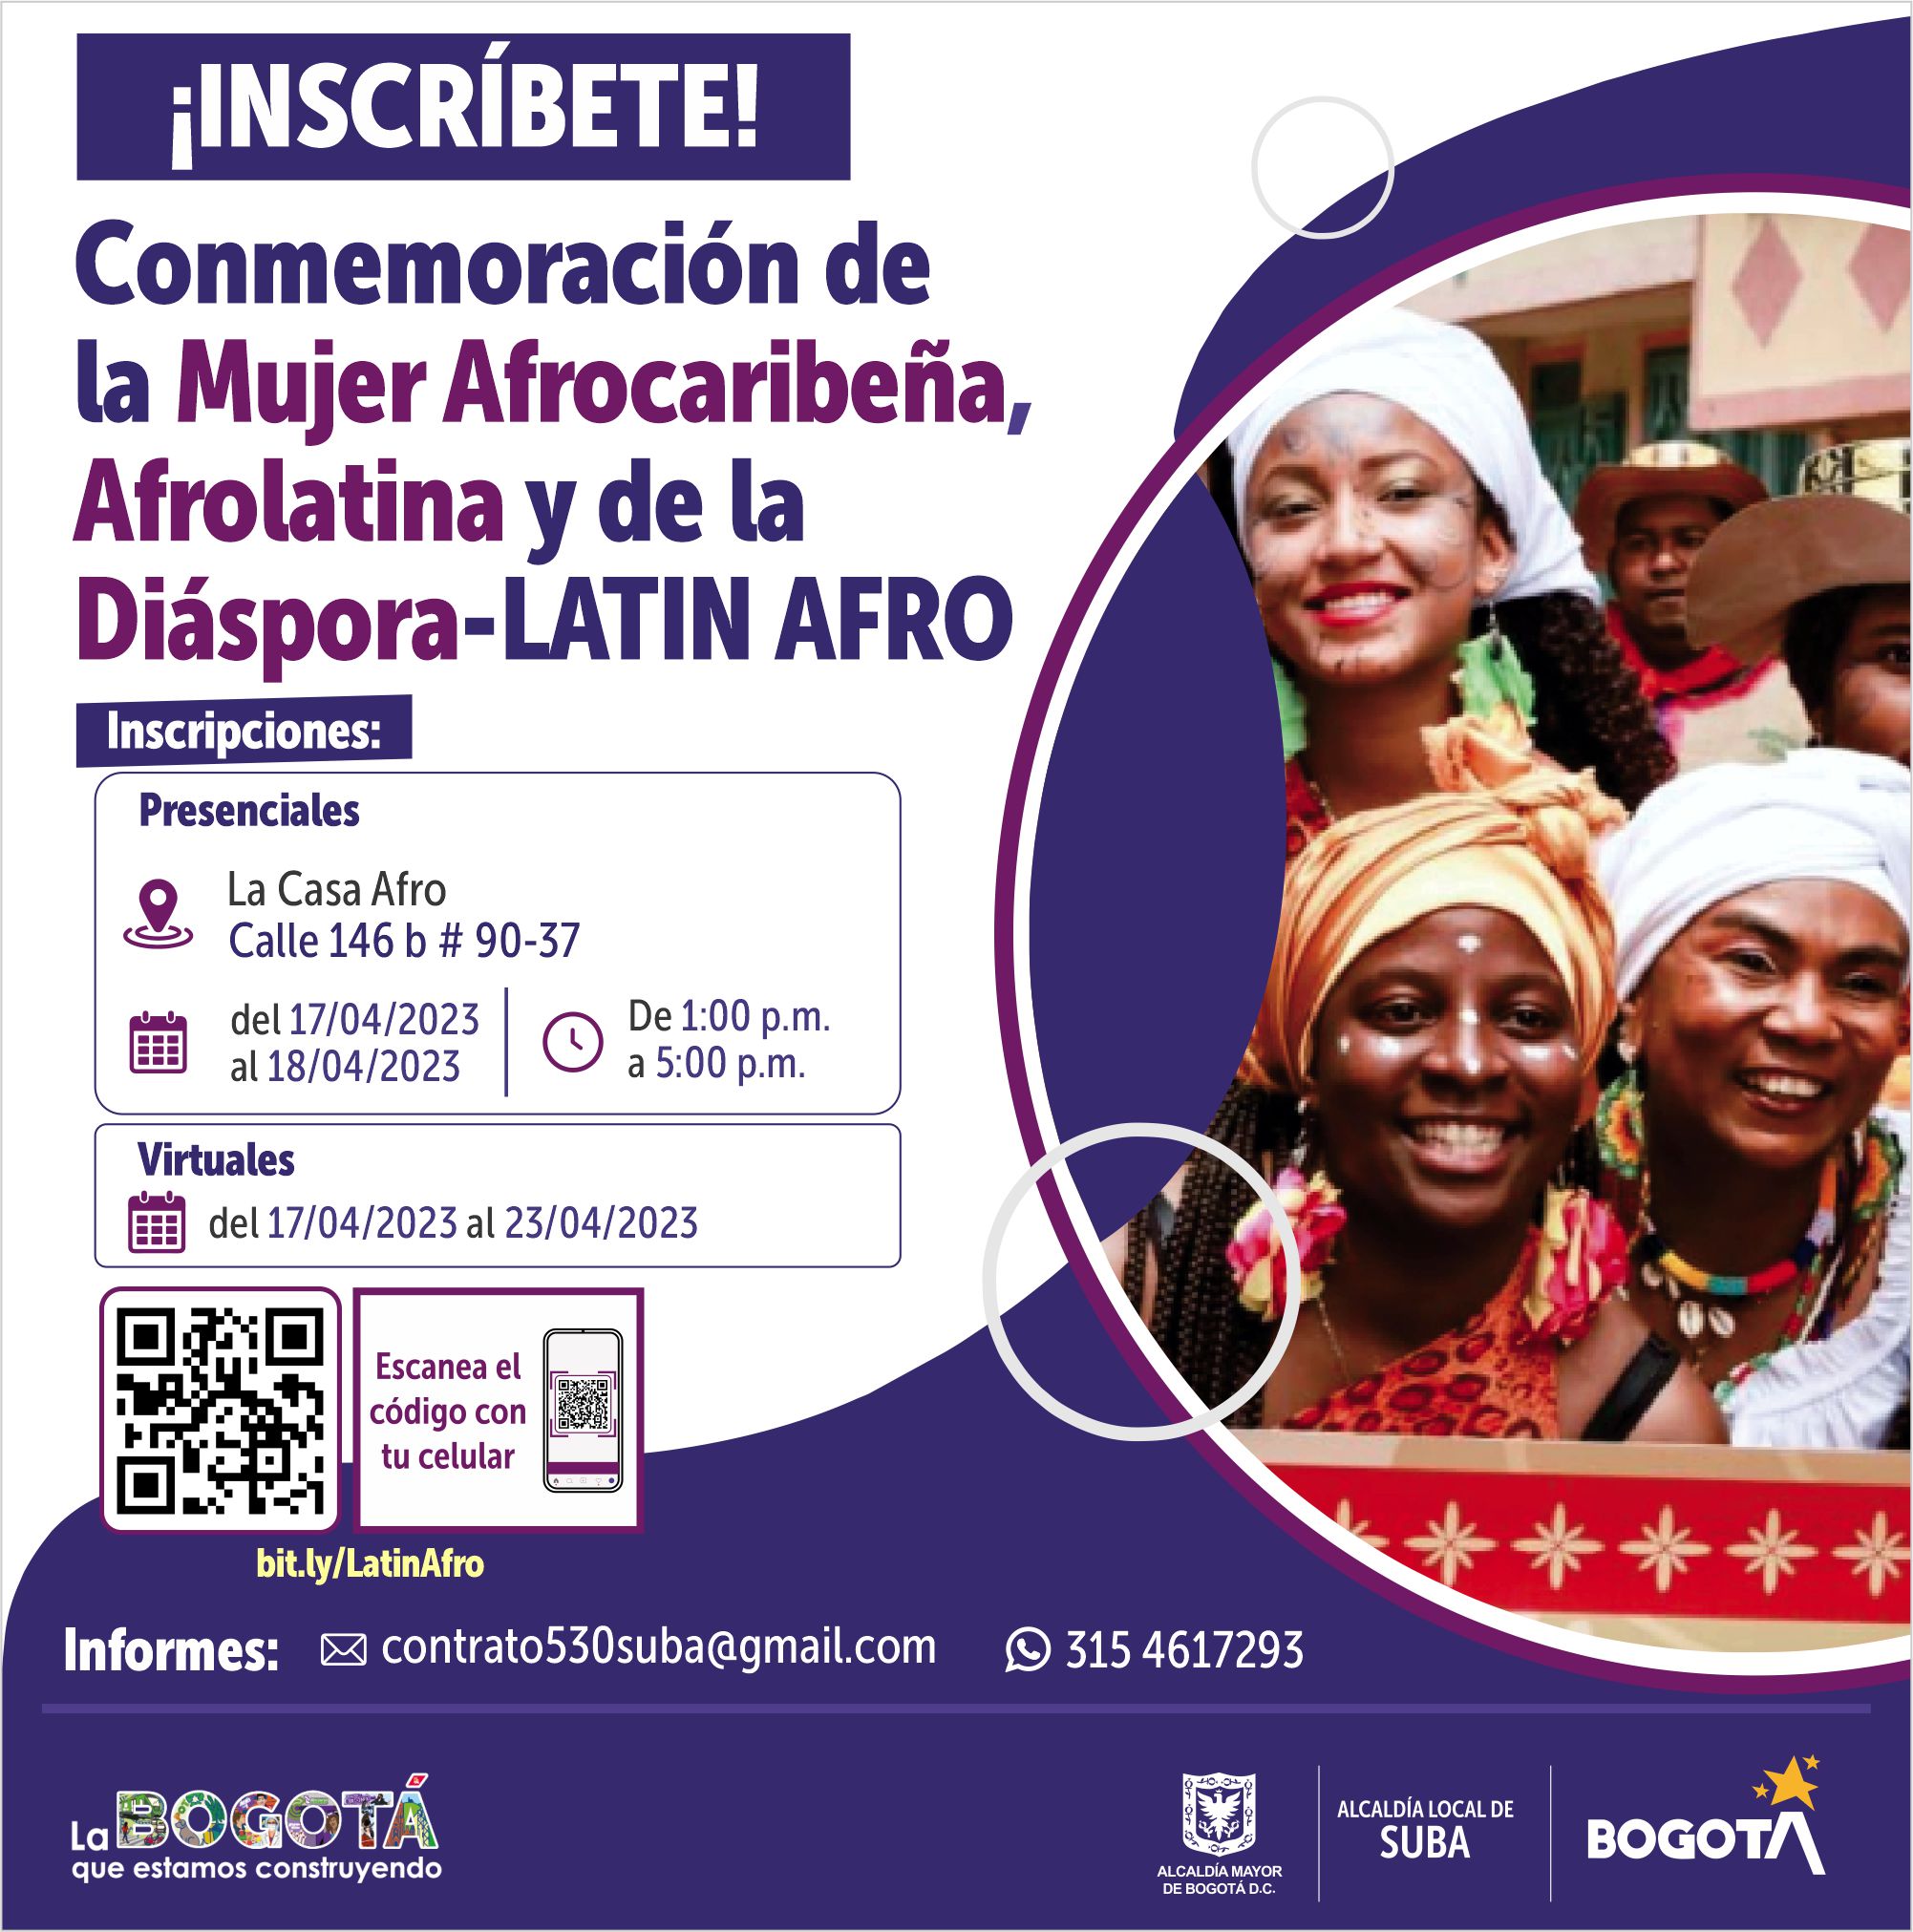 ¡INSCRÍBETE!
Conmemoración de
la Mujer Afrocaribeña,
Afrolatina y de la
Diáspora-LATIN AFRO
Inscripciones:
Presenciales
La Casa Afro
Calle 146 b # 90-37
del 17/04/2023
al 18/04/2023
De 1:00 p.m.
a 5:00 p.m.
Virtuales
del 17/04/2023 al 23/04/2023
Escanea el
código con
tu celular
bit.ly/LatinAfro
Informes: contrato530suba@gmail.com 315 4617293
La BOGOTÁ
que estamos construyendo
ALCALDÍA MAYOR
DE BOGOTÁ D.C.
ALCALDÍA LOCAL DE
SUBA
BOGOTÁ